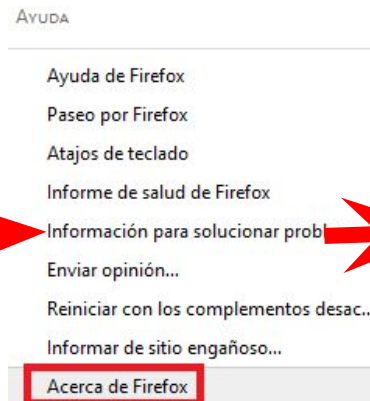 AYUDA
Ayuda de Firefox
Paseo por Firefox
Atajos de teclado
Informe de salud de Firefox
Información para solucionar
Enviar opinión...
Reiniciar con los complementos desac...
Informar de sitio engañoso...
Acerca de Firefox